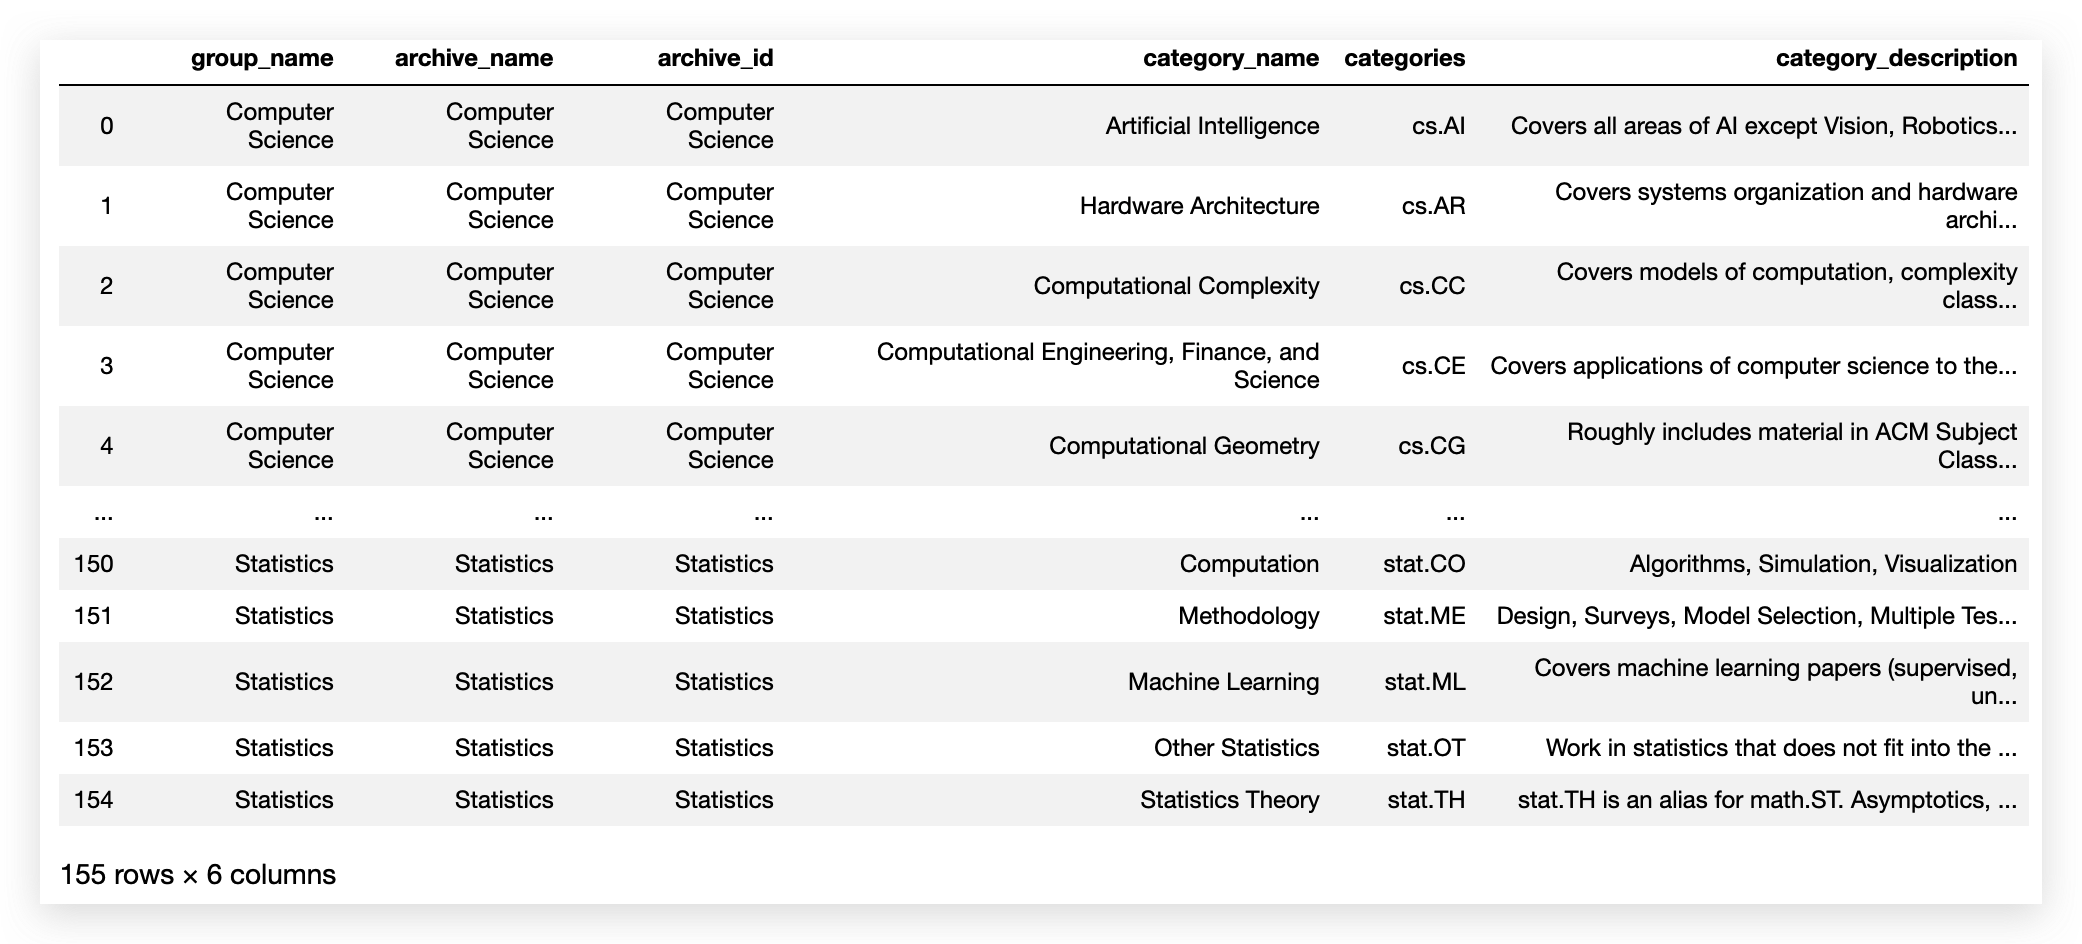 group_name archive_name archive_id category_name categories category_description
0 Computer Science Computer Science Computer Science Artificial Intelligence cs.AI Covers all areas of AI except Vision, Robotics...
1 Computer Science Computer Science Computer Science Hardware Architecture cs.AR Covers systems organization and hardware archi...
2 Computer Science Computer Science Computer Science Computational Complexity cs.CC Covers models of computation, complexity class...
3 Computer Science Computer Science Computer Science Computational Engineering, Finance, and Science cs.CE Covers applications of computer science to the...
4 Computer Science Computer Science Computer Science Computational Geometry cs.CG Roughly includes material in ACM Subject Class...
... ... ... ... ... ... ...
150 Statistics Statistics Statistics Computation stat.CO Algorithms, Simulation, Visualization
151 Statistics Statistics Statistics Methodology stat.ME Design, Surveys, Model Selection, Multiple Tes...
152 Statistics Statistics Statistics Machine Learning stat.ML Covers machine learning papers (supervised, un...
153 Statistics Statistics Statistics Other Statistics stat.OT Work in statistics that does not fit into the ...
154 Statistics Statistics Statistics Statistics Theory stat.TH stat.TH is an alias for math.ST. Asymptotics, ...
155 rows × 6 columns